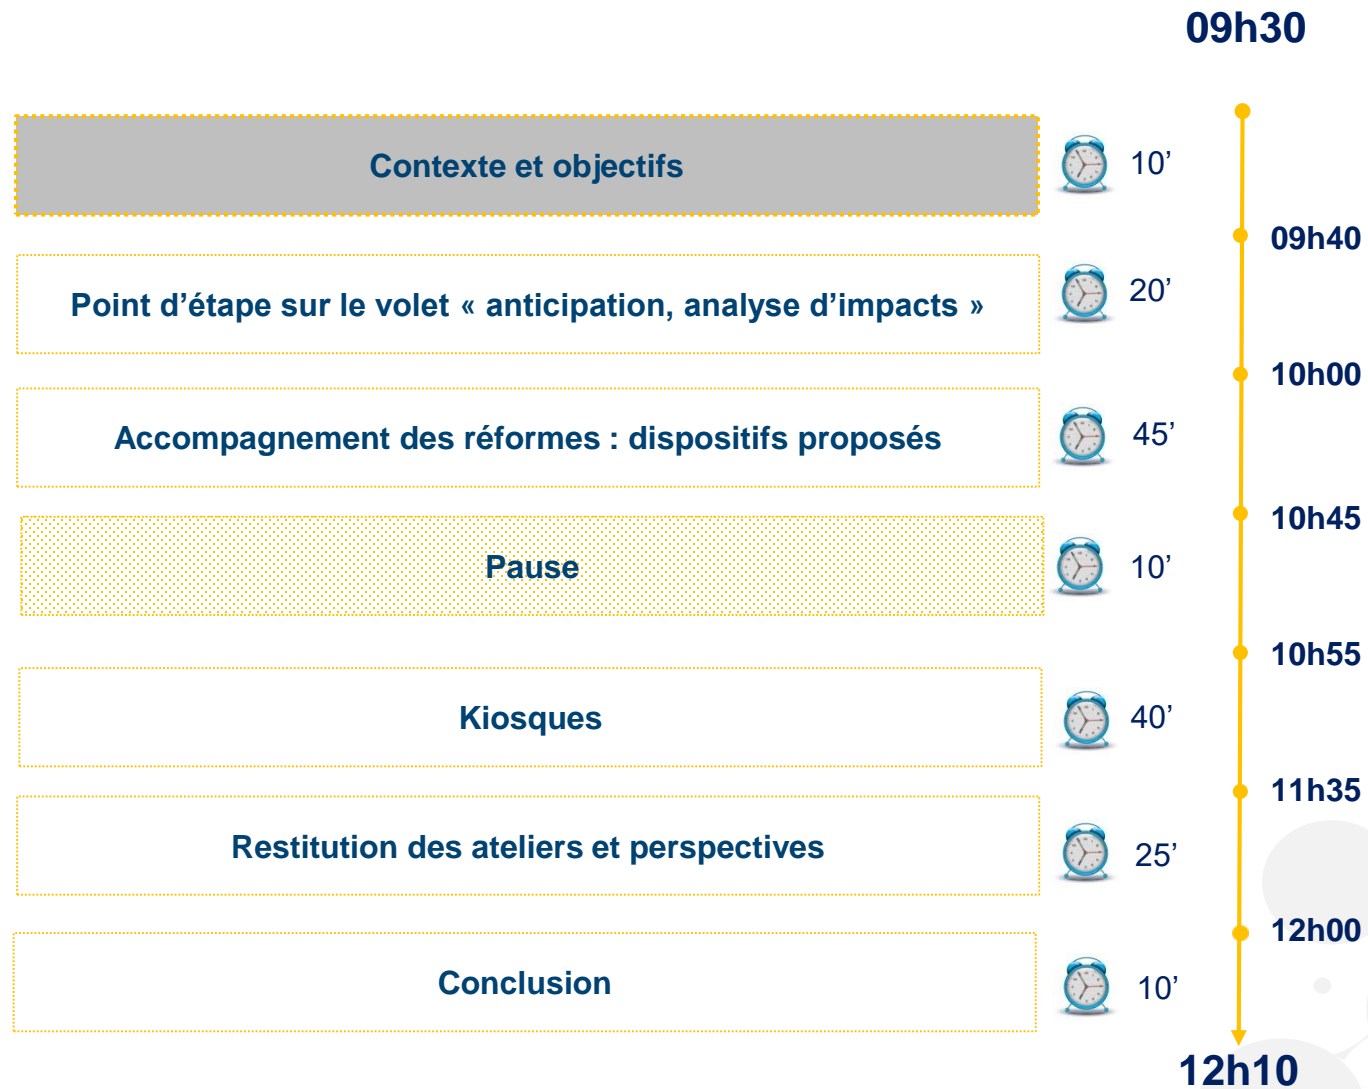 09h30
Contexte et objectifs
10’
09h40
Point d’étape sur le volet « anticipation, analyse d’impacts »
20’
10h00
Accompagnement des réformes : dispositifs proposés
45’
10h45
Pause
10’
10h55
Kiosques
40’
11h35
Restitution des ateliers et perspectives
25’
12h00
Conclusion
10’
12h10